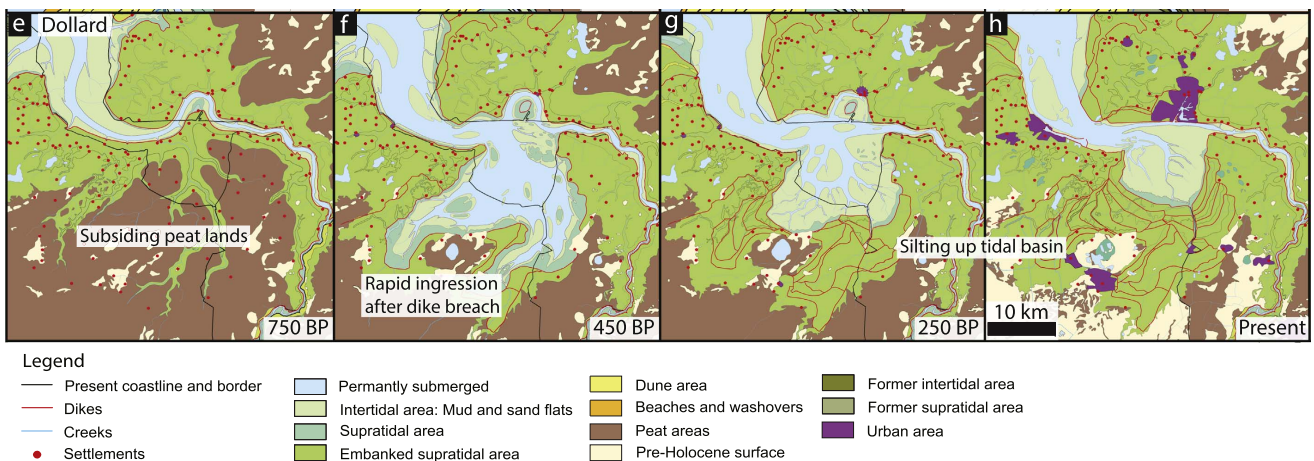 e Dollard
f
g
h
Subsiding peat lands
Rapid ingression
after dike breach
Silting up tidal basin
750 BP
450 BP
250 BP
10 km
Present
Legend
Present coastline and border
Dikes
Creeks
Settlements
Permantly submerged
Intertidal area: Mud and sand flats
Supratidal area
Embanked supratidal area
Dune area
Beaches and washovers
Peat areas
Pre-Holocene surface
Former intertidal area
Former supratidal area
Urban area